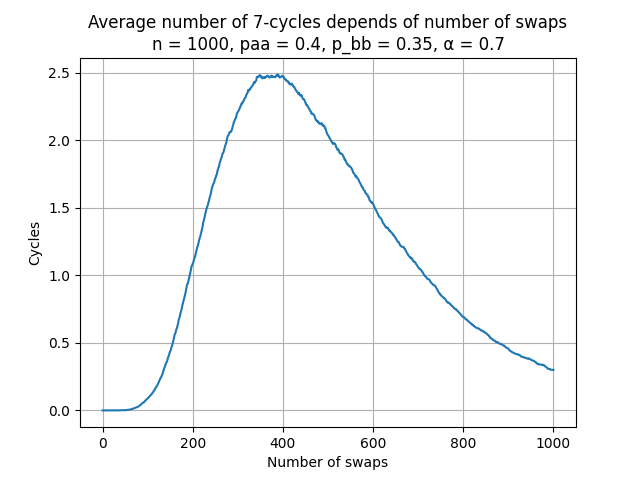 Average number of 7-cycles depends of number of swaps
n = 1000, paa = 0.4, p_bb = 0.35, α = 0.7
2.5
2.0
1.5
1.0
0.5
0.0
Cycles
0 200 400 600 800 1000
Number of swaps